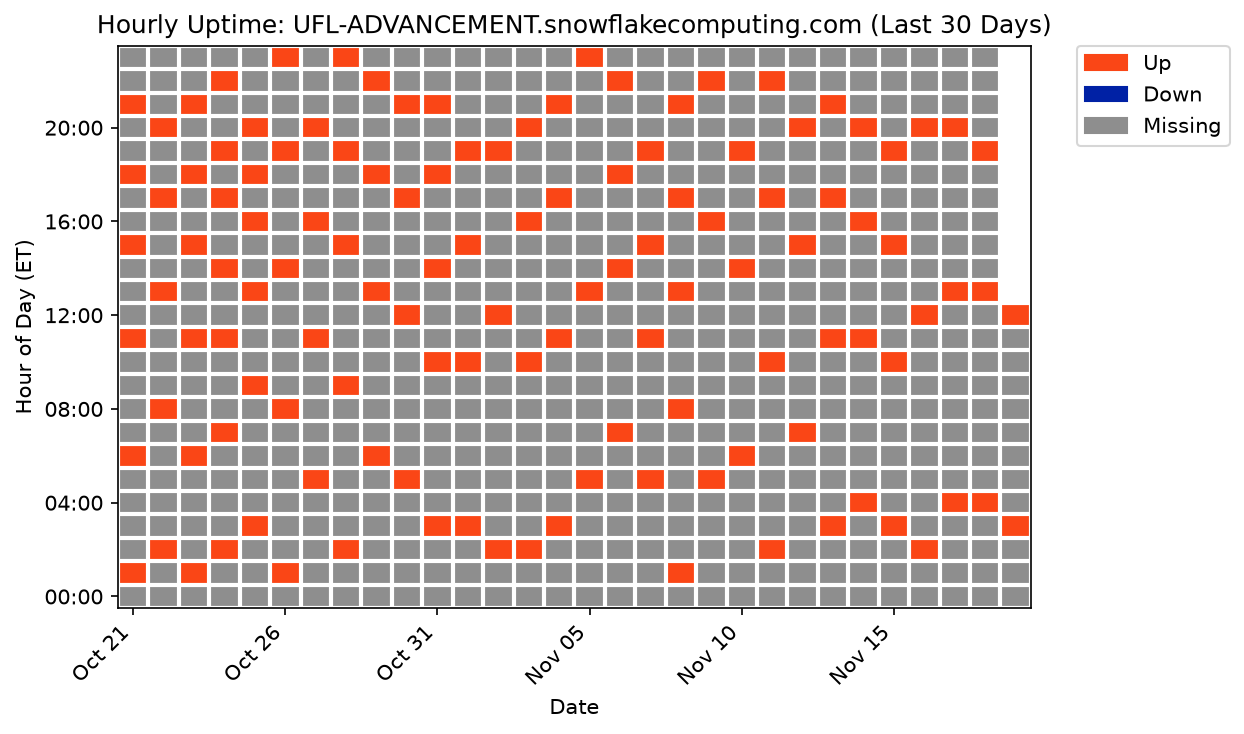 Hourly Uptime: UFL-ADVANCEMENT.snowflakecomputing.com (Last 30 Days)
Up
Down
Missing
20:00
16:00
12:00
08:00
04:00
00:00
Hour of Day (ET)
Oct 21
Oct 26
Oct 31
Nov 05
Nov 10
Nov 15
Date